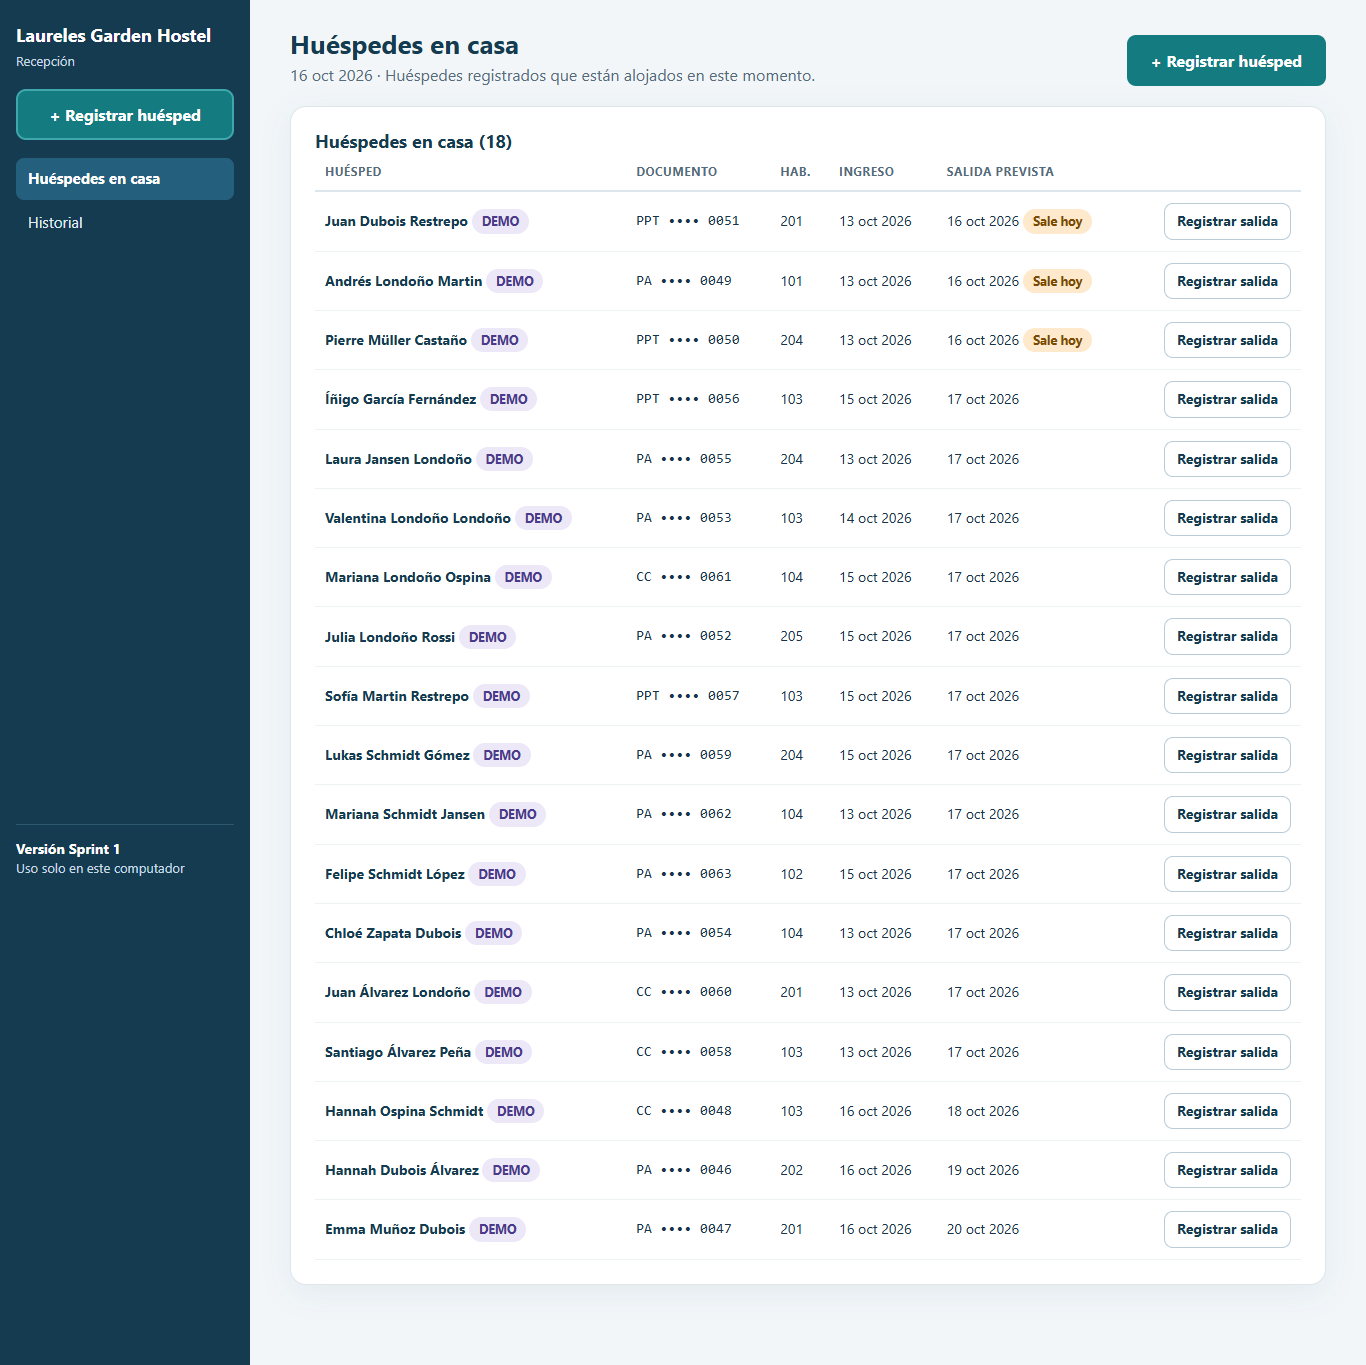 Laureles Garden Hostel
Recepción
+ Registrar huésped
Huéspedes en casa
Historial
Versión Sprint 1
Uso solo en este computador
Huéspedes en casa
16 oct 2026 · Huéspedes registrados que están alojados en este momento.
+ Registrar huésped
Huéspedes en casa (18)
HUÉSPED DOCUMENTO HAB. INGRESO SALIDA PREVISTA
Juan Dubois Restrepo DEMO PPT •••• 0051 201 13 oct 2026 16 oct 2026 Sale hoy Registrar salida
Andrés Londoño Martin DEMO PA •••• 0049 101 13 oct 2026 16 oct 2026 Sale hoy Registrar salida
Pierre Müller Castaño DEMO PPT •••• 0050 204 13 oct 2026 16 oct 2026 Sale hoy Registrar salida
Íñigo García Fernández DEMO PPT •••• 0056 103 15 oct 2026 17 oct 2026 Registrar salida
Laura Jansen Londoño DEMO PA •••• 0055 204 13 oct 2026 17 oct 2026 Registrar salida
Valentina Londoño Londoño DEMO PA •••• 0053 103 14 oct 2026 17 oct 2026 Registrar salida
Mariana Londoño Ospina DEMO CC •••• 0061 104 15 oct 2026 17 oct 2026 Registrar salida
Julia Londoño Rossi DEMO PA •••• 0052 205 15 oct 2026 17 oct 2026 Registrar salida
Sofía Martin Restrepo DEMO PPT •••• 0057 103 15 oct 2026 17 oct 2026 Registrar salida
Lukas Schmidt Gómez DEMO PA •••• 0059 204 15 oct 2026 17 oct 2026 Registrar salida
Mariana Schmidt Jansen DEMO PA •••• 0062 104 13 oct 2026 17 oct 2026 Registrar salida
Felipe Schmidt López DEMO PA •••• 0063 102 15 oct 2026 17 oct 2026 Registrar salida
Chloé Zapata Dubois DEMO PA •••• 0054 104 13 oct 2026 17 oct 2026 Registrar salida
Juan Álvarez Londoño DEMO CC •••• 0060 201 13 oct 2026 17 oct 2026 Registrar salida
Santiago Álvarez Peña DEMO CC •••• 0058 103 13 oct 2026 17 oct 2026 Registrar salida
Hannah Ospina Schmidt DEMO CC •••• 0048 103 16 oct 2026 18 oct 2026 Registrar salida
Hannah Dubois Álvarez DEMO PA •••• 0046 202 16 oct 2026 19 oct 2026 Registrar salida
Emma Muñoz Dubois DEMO PA •••• 0047 201 16 oct 2026 20 oct 2026 Registrar salida